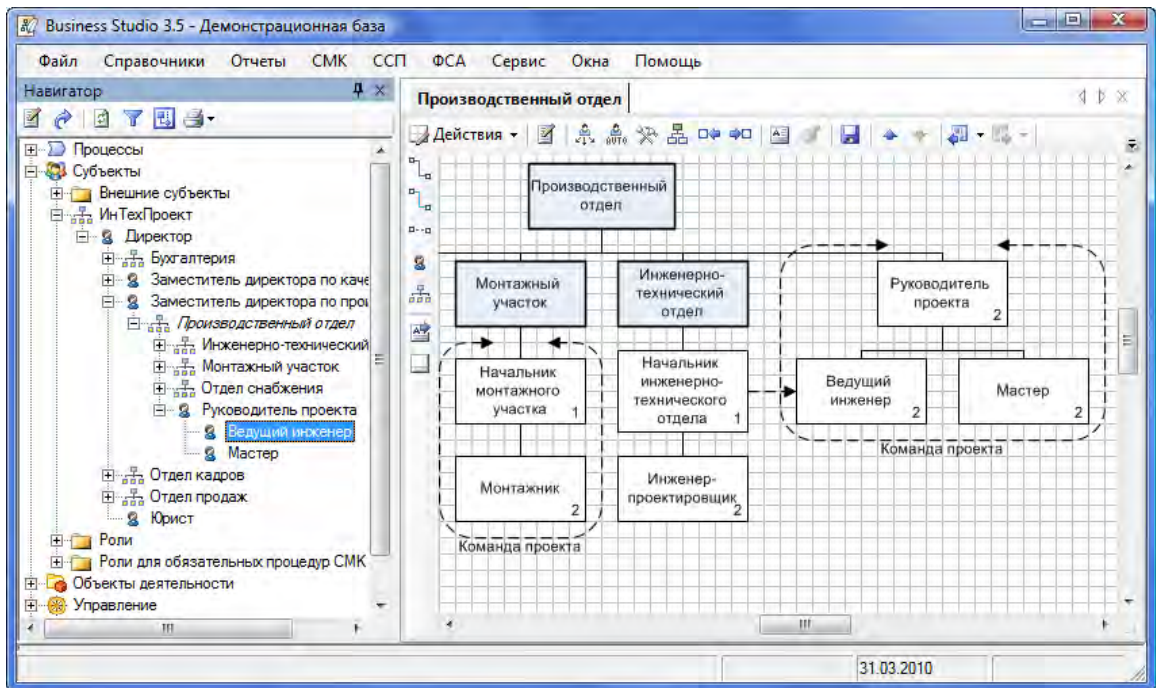 Business Studio 3.5 - Демонстрационная база
Файл Справочники Отчеты СМК ССП ФСА Сервис Окна Помощь
Навигатор
Процессы
Субъекты
Внешние субъекты
ИнТехПроект
Директор
Бухгалтерия
Заместитель директора по каче
Заместитель директора по прои
Производственный отдел
Инженерно-технический
Монтажный участок
Отдел снабжения
Руководитель проекта
Ведущий инженер
Мастер
Отдел кадров
Отдел продаж
Юрист
Роли
Роли для обязательных процедур СМК
Объекты деятельности
Управление
Производственный отдел
Действия
Производственный
отдел
Монтажный
участок
Инженерно-
технический
отдел
Руководитель
проекта
2
Начальник
монтажного
участка 1
Начальник
инженерно-
технического
отдела 1
Ведущий
инженер 2
Мастер
2
Команда проекта
Монтажник
2
Инженер-
проектировщик
2
Команда проекта
31.03.2010